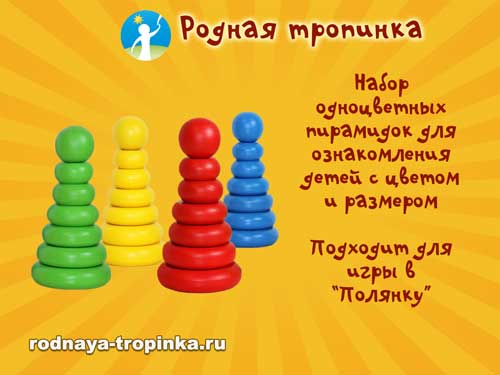 Родная тропинка
Набор
одноцветных
пирамидок для
ознакомления
детей с цветом
и размером
Подходит для
игры в
"Полянку"
rodnaya-tropinka.ru